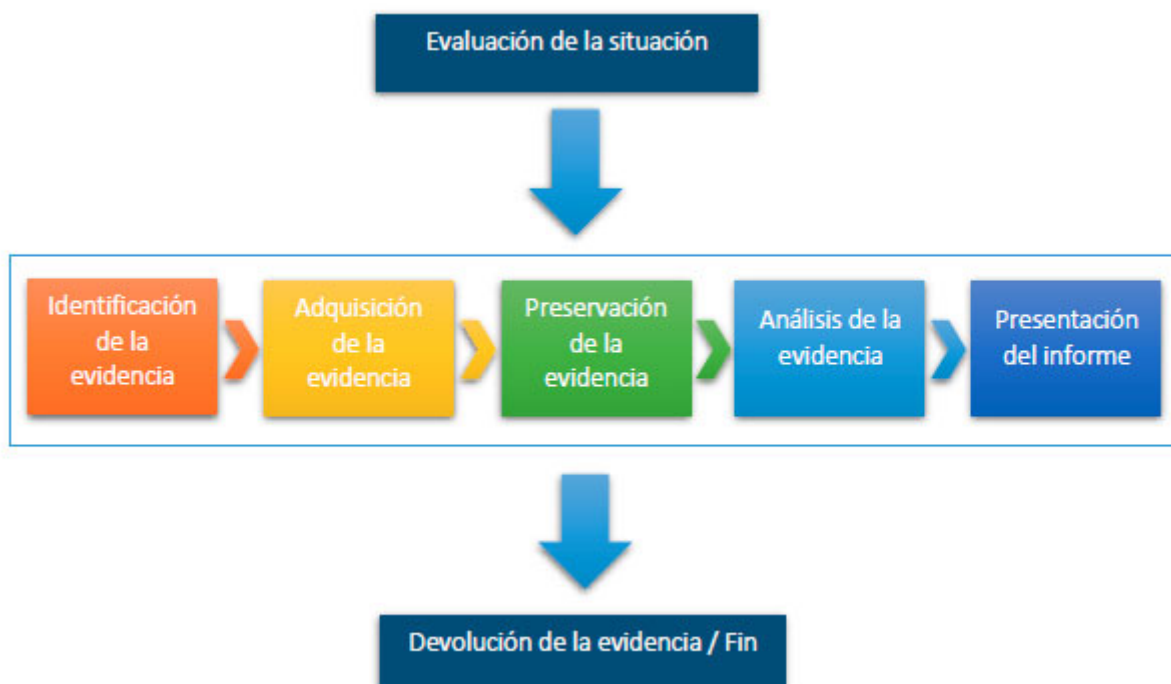 Evaluación de la situación
Identificación
de la
evidencia
Adquisición
de la
evidencia
Preservación
de la
evidencia
Análisis de la
evidencia
Presentación
del informe
Devolución de la evidencia / Fin